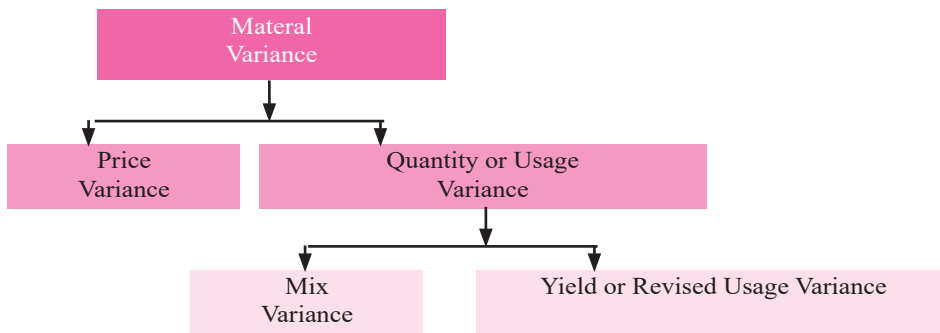 Materal
Variance
Price
Variance
Quantity or Usage
Variance
Mix
Variance
Yield or Revised Usage Variance